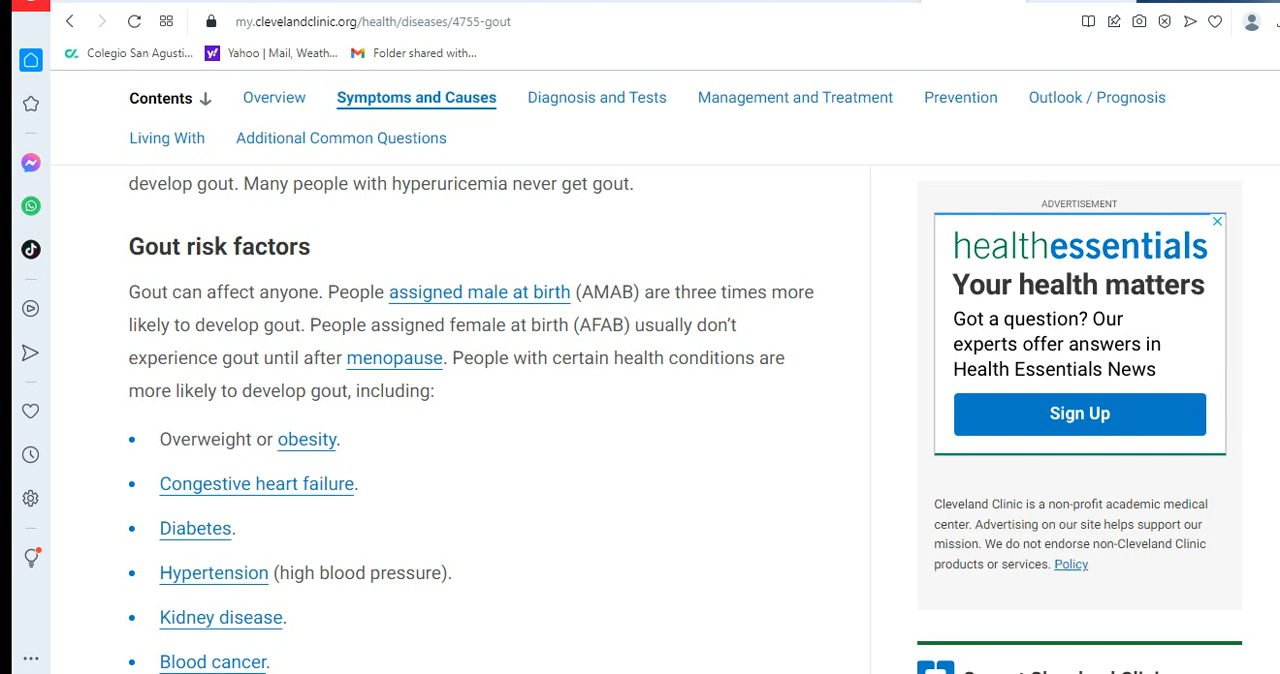 my.clevelandclinic.org/health/diseases/4755-gout
Colegio San Agusti... Yahoo | Mail, Weath... Folder shared with...
Contents Overview Symptoms and Causes Diagnosis and Tests Management and Treatment Prevention Outlook / Prognosis
Living With Additional Common Questions
develop gout. Many people with hyperuricemia never get gout.
Gout risk factors
Gout can affect anyone. People assigned male at birth (AMAB) are three times more
likely to develop gout. People assigned female at birth (AFAB) usually don’t
experience gout until after menopause. People with certain health conditions are
more likely to develop gout, including:
• Overweight or obesity.
• Congestive heart failure.
• Diabetes.
• Hypertension (high blood pressure).
• Kidney disease.
• Blood cancer.
ADVERTISEMENT
healthessentials
Your health matters
Got a question? Our
experts offer answers in
Health Essentials News
Sign Up
Cleveland Clinic is a non-profit academic medical
center. Advertising on our site helps support our
mission. We do not endorse non-Cleveland Clinic
products or services. Policy